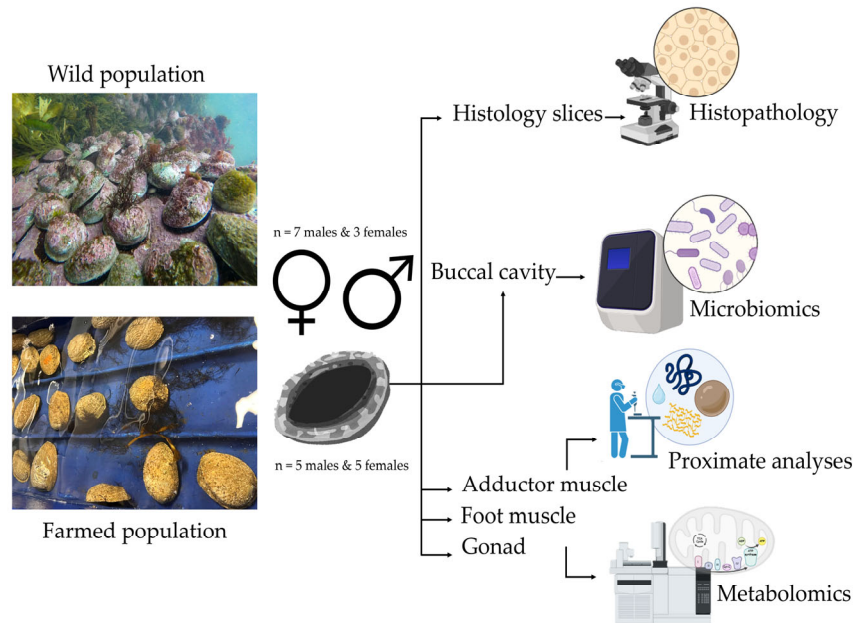 Wild population
n = 7 males & 3 females
n = 5 males & 5 females
Farmed population
Histology slices
Histopathology
Buccal cavity
Microbiomics
Adductor muscle
Foot muscle
Gonad
Proximate analyses
Metabolomics